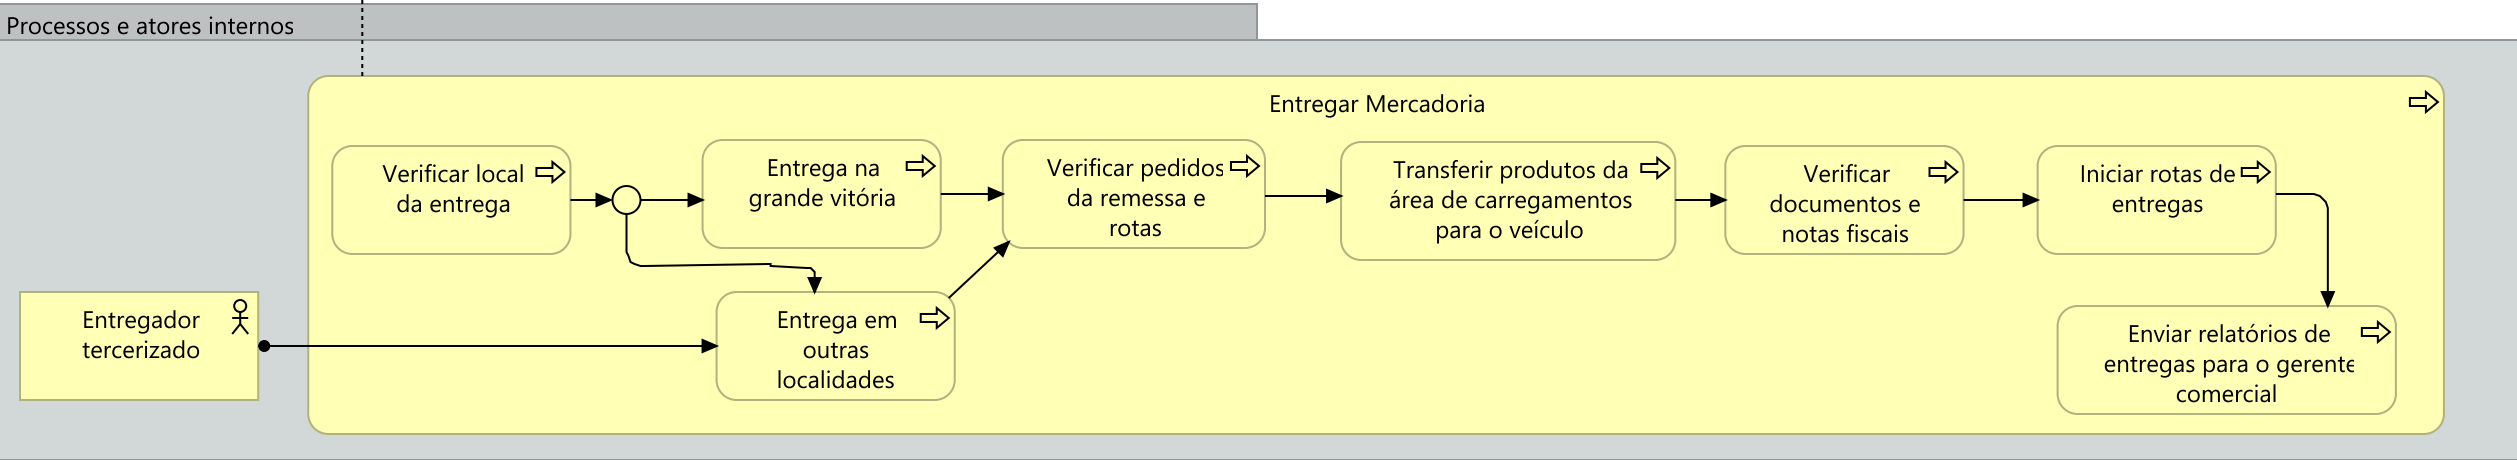 Processos e atores internos
Entregar Mercadoria
Verificar local
da entrega
Entrega na
grande vitória
Verificar pedidos
da remessa e
rotas
Transferir produtos da
área de carregamentos
para o veículo
Verificar
documentos e
notas fiscais
Iniciar rotas de
entregas
Entregador
tercerizado
Entrega em
outras
localidades
Enviar relatórios de
entregas para o gerente
comercial